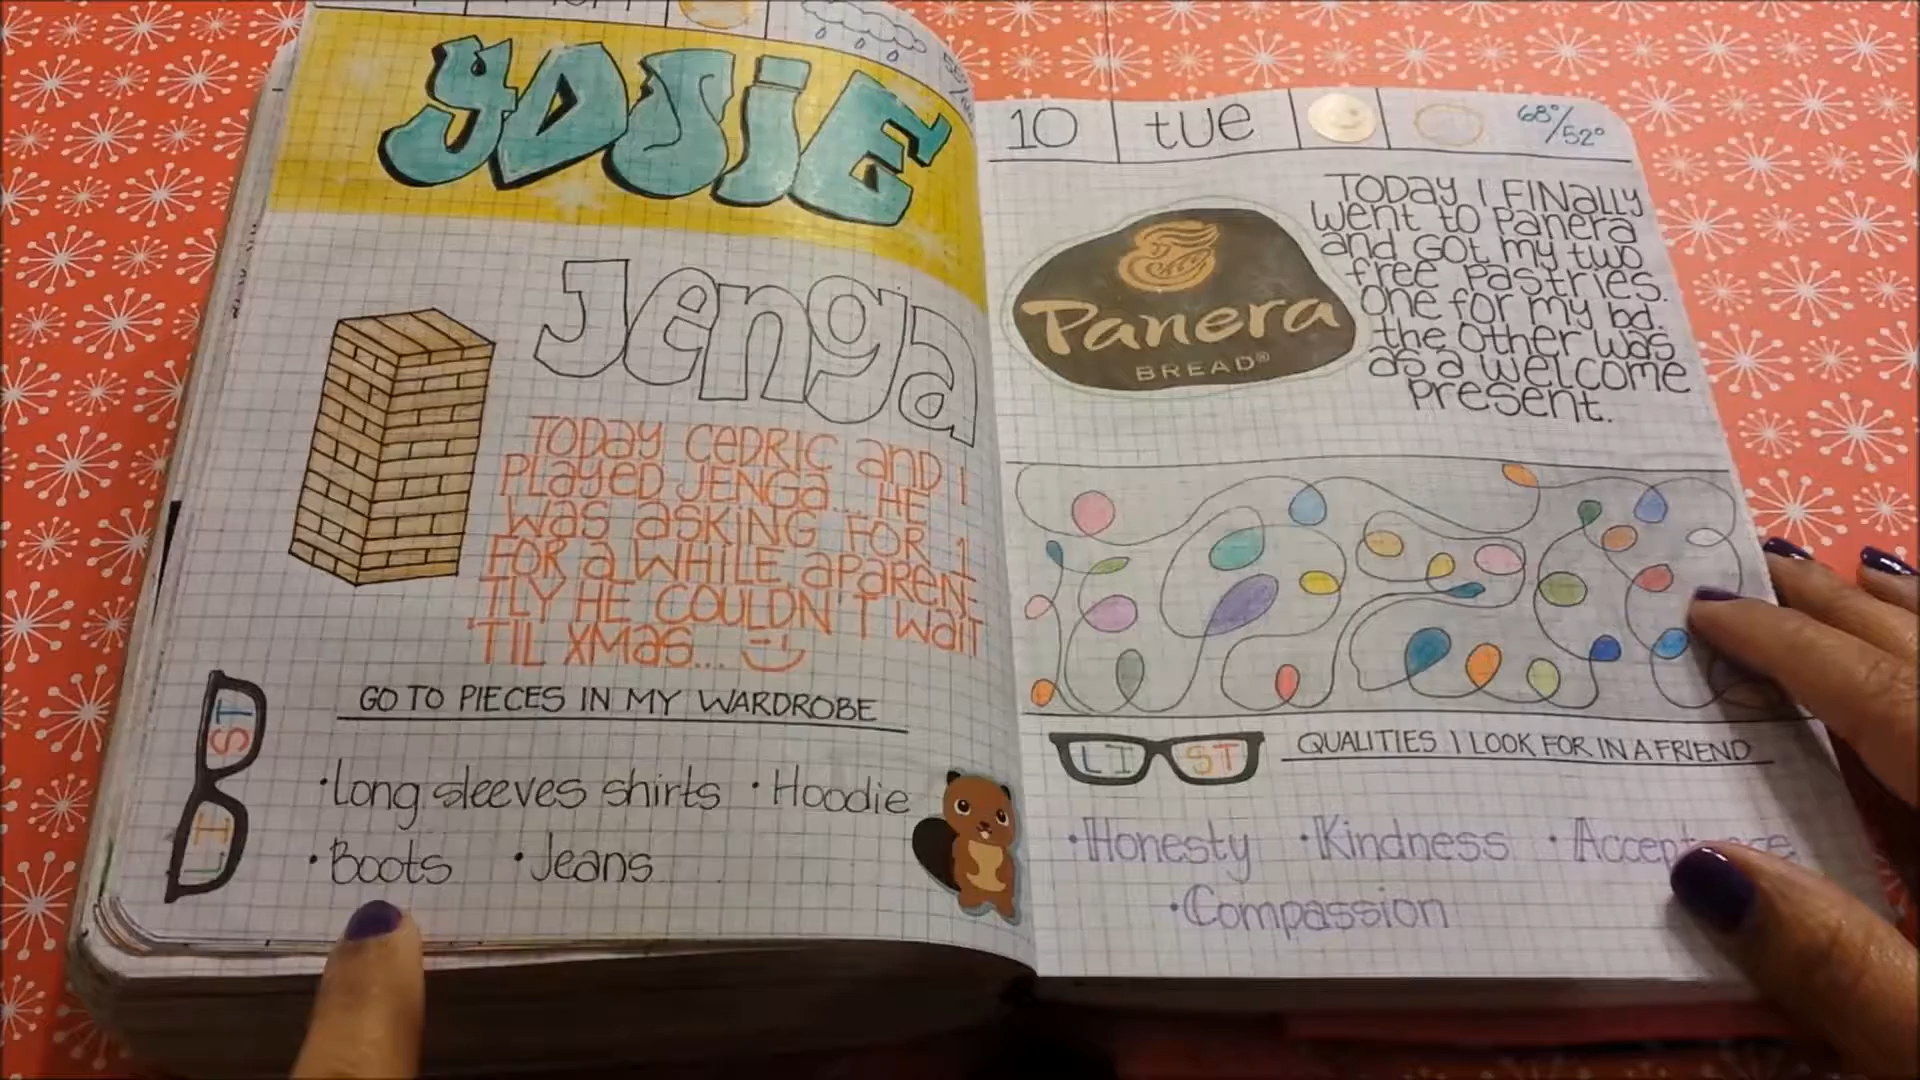 YOSIE
Jenga
TODAY CEDRIC and I
PLAYED JENGA... HE
was asking for 1
FOR a WHILE aparen-
TLY HE COULDN'T wait
'TIL XMas...
LIST
GO TO PIECES IN MY WARDROBE
·Long sleeves shirts ·Hoodie
·Boots ·Jeans
10 tue 68°/52°
Panera
BREAD®
TODAY I FINally
went to Panera
and Got my two
free pastries.
One for my bd.
the Other was
as a welcome
present.
LIST
QUALITIES I LOOK FOR IN A FRIEND
·Honesty ·Kindness ·Acceptance
·Compassion